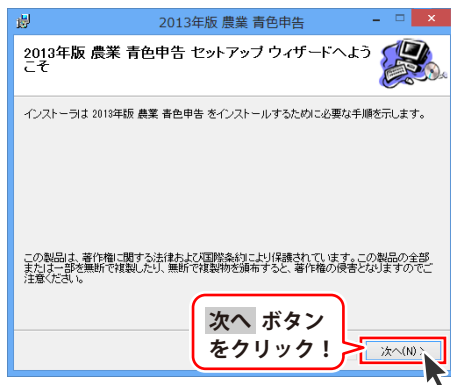 2013年版 農業 青色申告
2013年版 農業 青色申告 セットアップ ウィザードへよう
こそ
インストーラは 2013年版 農業 青色申告 をインストールするために必要な手順を示します。
この製品は、著作権に関する法律および国際条約により保護されています。この製品の全部
または一部を無断で複製したり、無断で複製物を頒布すると、著作権の侵害となりますのでご
注意ください。
次へ ボタン
をクリック！
次へ(N) >